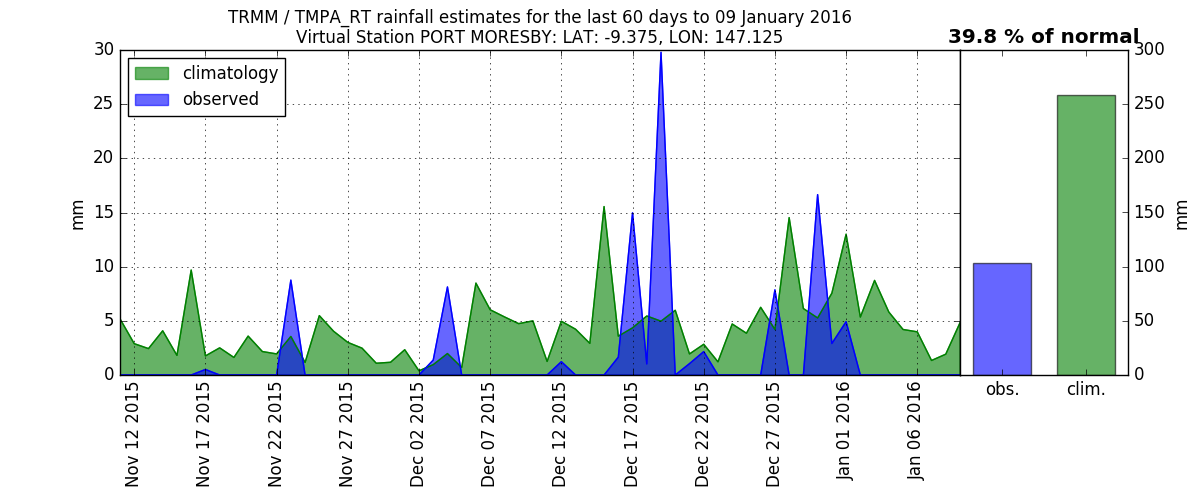 TRMM / TMPA_RT rainfall estimates for the last 60 days to 09 January 2016
Virtual Station PORT MORESBY: LAT: -9.375, LON: 147.125
39.8 % of normal
climatology
observed
30
25
20
15
10
5
0
mm
Nov 12 2015
Nov 17 2015
Nov 22 2015
Nov 27 2015
Dec 02 2015
Dec 07 2015
Dec 12 2015
Dec 17 2015
Dec 22 2015
Dec 27 2015
Jan 01 2016
Jan 06 2016
obs.
clim.
300
250
200
150
100
50
0
mm